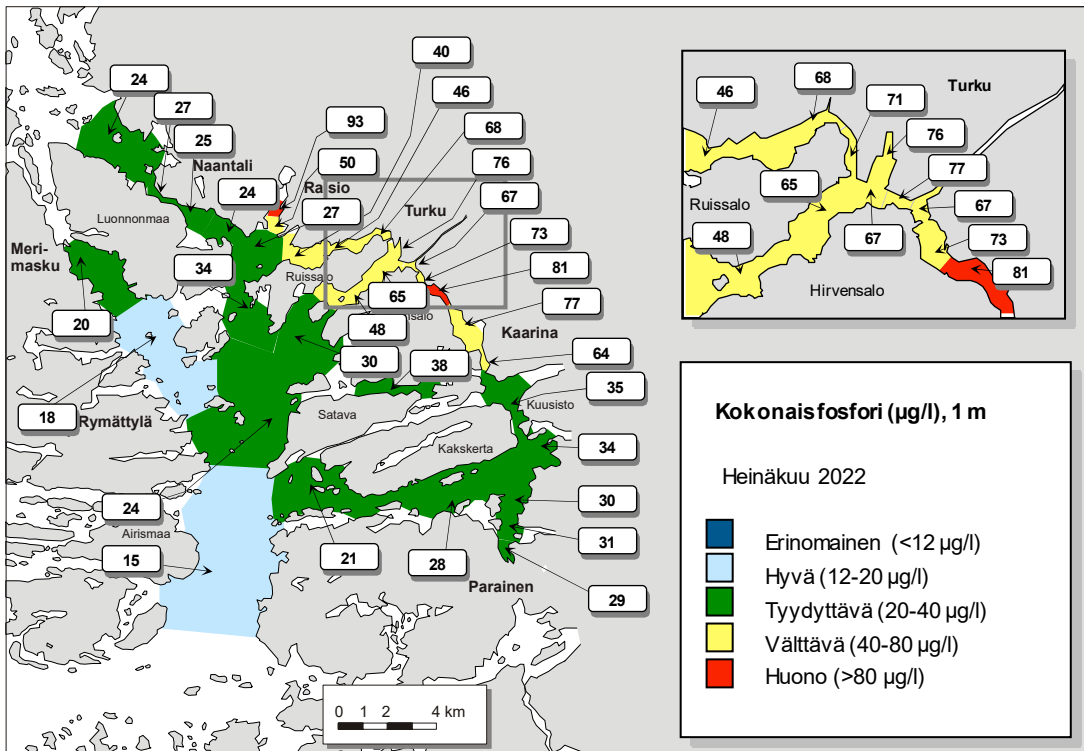 24
40
46
27
93
68
25
Naantali
50
Raisio
76
24
27
Turku
67
Luonnonmaa
73
Meri-
masku
Ruissalo
34
81
65
salo
77
20
48
Kaarina
30
38
64
18
Rymättylä
Satava
35
Kuusisto
Kakskerta
34
24
30
Airismaa
15
21
28
31
Parainen
29
0 1 2 4 km
68
Turku
46
71
76
65
77
Ruissalo
67
48
67
73
81
Hirvensalo
Kokonaisfosfori (µg/l), 1 m
Heinäkuu 2022
Erinomainen (<12 µg/l)
Hyvä (12-20 µg/l)
Tyydyttävä (20-40 µg/l)
Välttävä (40-80 µg/l)
Huono (>80 µg/l)